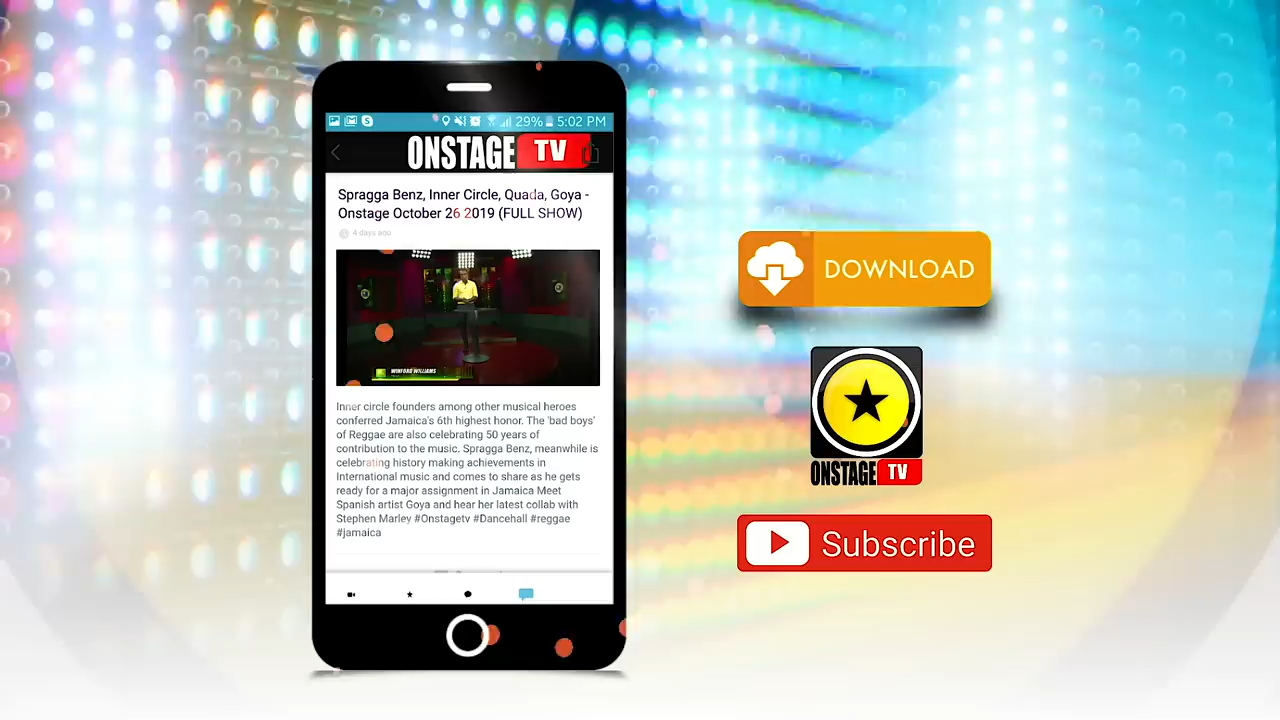 29% 5:02 PM
ONSTAGE TV
Spragga Benz, Inner Circle, Quada, Goya -
Onstage October 26 2019 (FULL SHOW)
4 days ago
WINFORD WILLIAMS
Inner circle founders among other musical heroes
conferred Jamaica's 6th highest honor. The 'bad boys'
of Reggae are also celebrating 50 years of
contribution to the music. Spragga Benz, meanwhile is
celebrating history making achievements in
International music and comes to share as he gets
ready for a major assignment in Jamaica Meet
Spanish artist Goya and hear her latest collab with
Stephen Marley #Onstagetv #Dancehall #reggae
#jamaica
DOWNLOAD
ONSTAGE TV
Subscribe